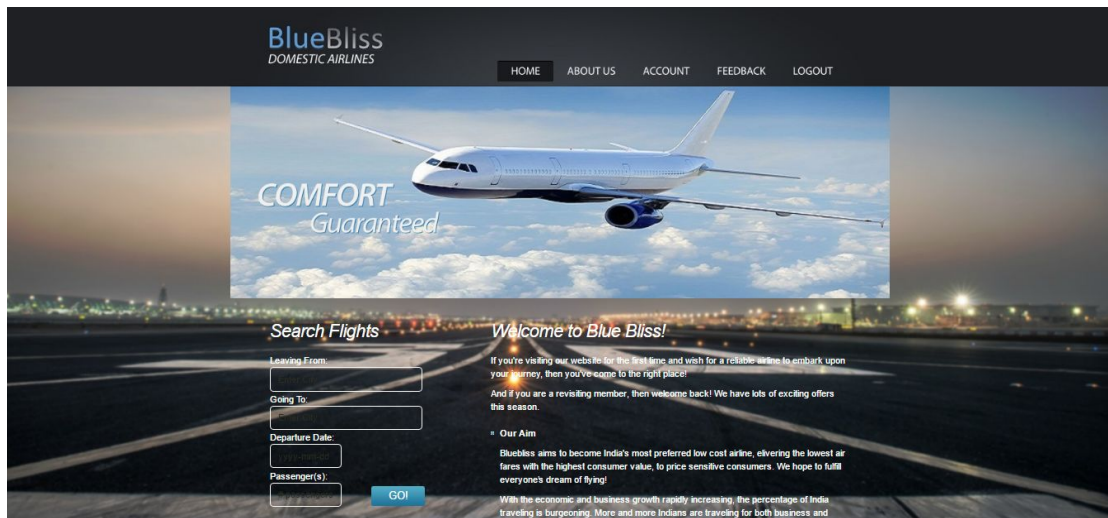 BlueBliss
DOMESTIC AIRLINES
HOME ABOUT US ACCOUNT FEEDBACK LOGOUT
COMFORT
Guaranteed
Search Flights
Leaving From:
Going To:
Departure Date:
yyyy-mm-dd
Passenger(s):
GO!
Welcome to Blue Bliss!
If you're visiting our website for the first time and wish for a reliable airline to embark upon
your journey, then you've come to the right place!
And if you are a revisiting member, then welcome back! We have lots of exciting offers
this season.
Our Aim
Bluebliss aims to become India's most preferred low cost airline, elivering the lowest air
fares with the highest consumer value, to price sensitive consumers. We hope to fulfill
everyone's dream of flying!
With the economic and business growth rapidly increasing, the percentage of India
traveling is burgeoning. More and more Indians are traveling for both business and